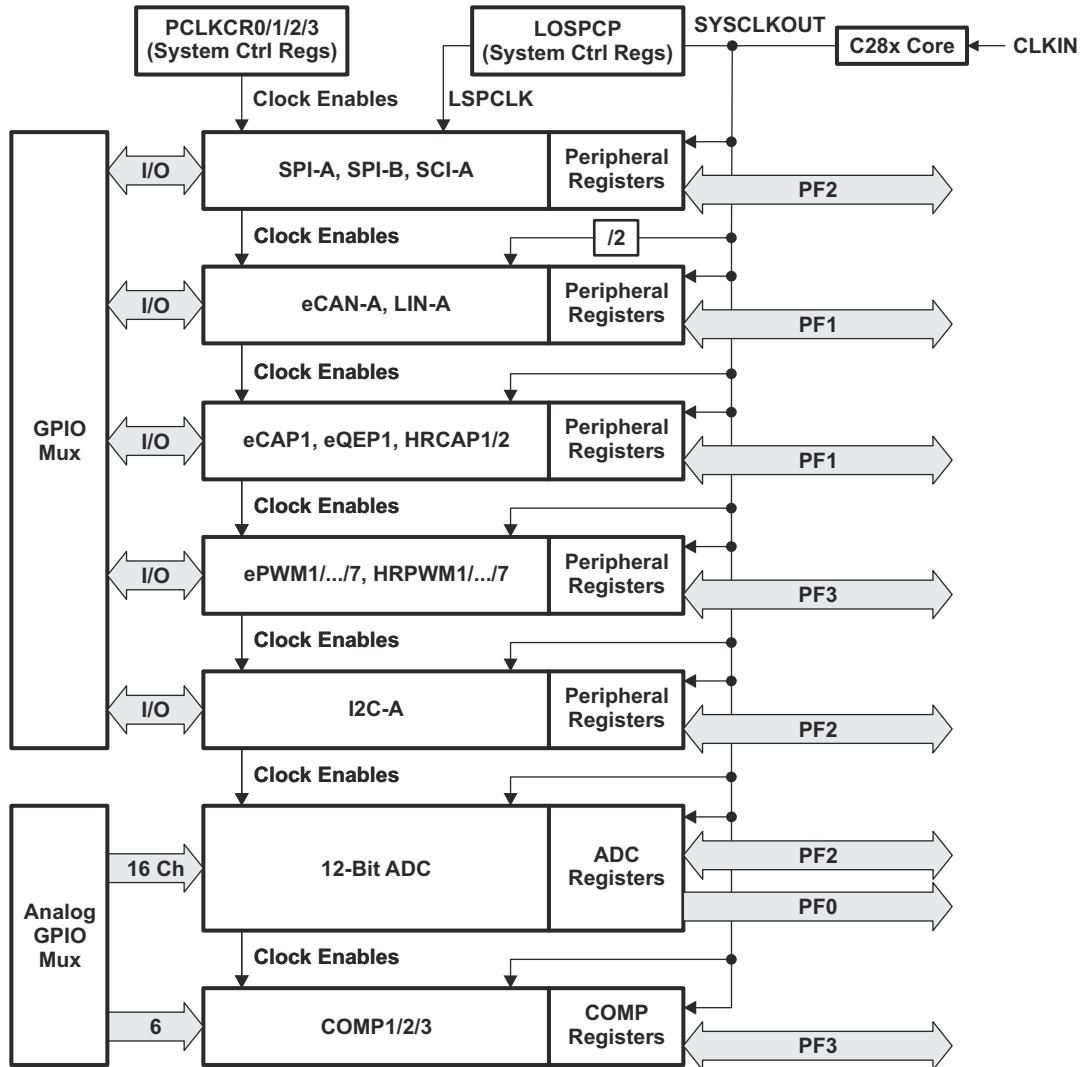 PCLKCR0/1/2/3
(System Ctrl Regs)
LOSPCP
(System Ctrl Regs)
SYSCLKOUT
C28x Core
CLKIN
Clock Enables
LSPCLK
GPIO
Mux
I/O
SPI-A, SPI-B, SCI-A
Peripheral
Registers
PF2
Clock Enables
/2
I/O
eCAN-A, LIN-A
Peripheral
Registers
PF1
Clock Enables
I/O
eCAP1, eQEP1, HRCAP1/2
Peripheral
Registers
PF1
Clock Enables
I/O
ePWM1/.../7, HRPWM1/.../7
Peripheral
Registers
PF3
Clock Enables
I/O
I2C-A
Peripheral
Registers
PF2
Clock Enables
Analog
GPIO
Mux
16 Ch
12-Bit ADC
ADC
Registers
PF2
PF0
Clock Enables
6
COMP1/2/3
COMP
Registers
PF3